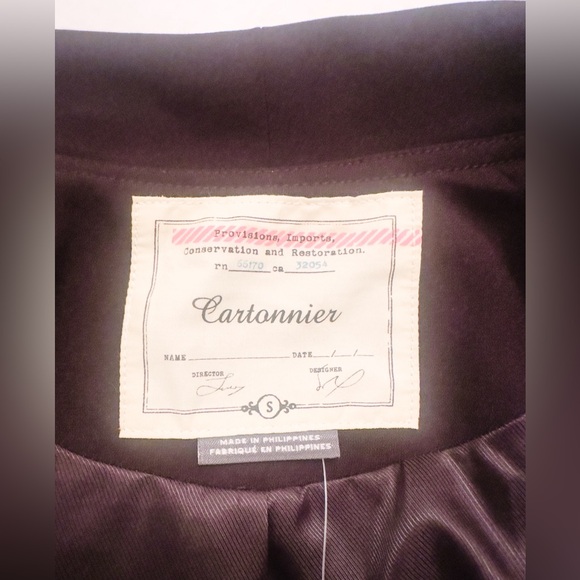 Provisions, Imports,
Conservation and Restoration.
rn 66170 ca 32054
Cartonnier
NAME DATE / /
DIRECTOR DESIGNER
S
MADE IN PHILIPPINES
FABRIQUÉ EN PHILIPPINES